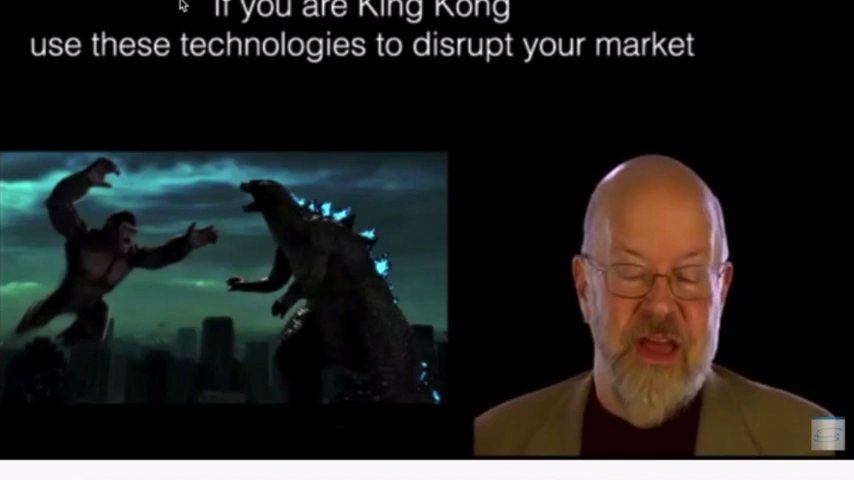 If you are King Kong
use these technologies to disrupt your market